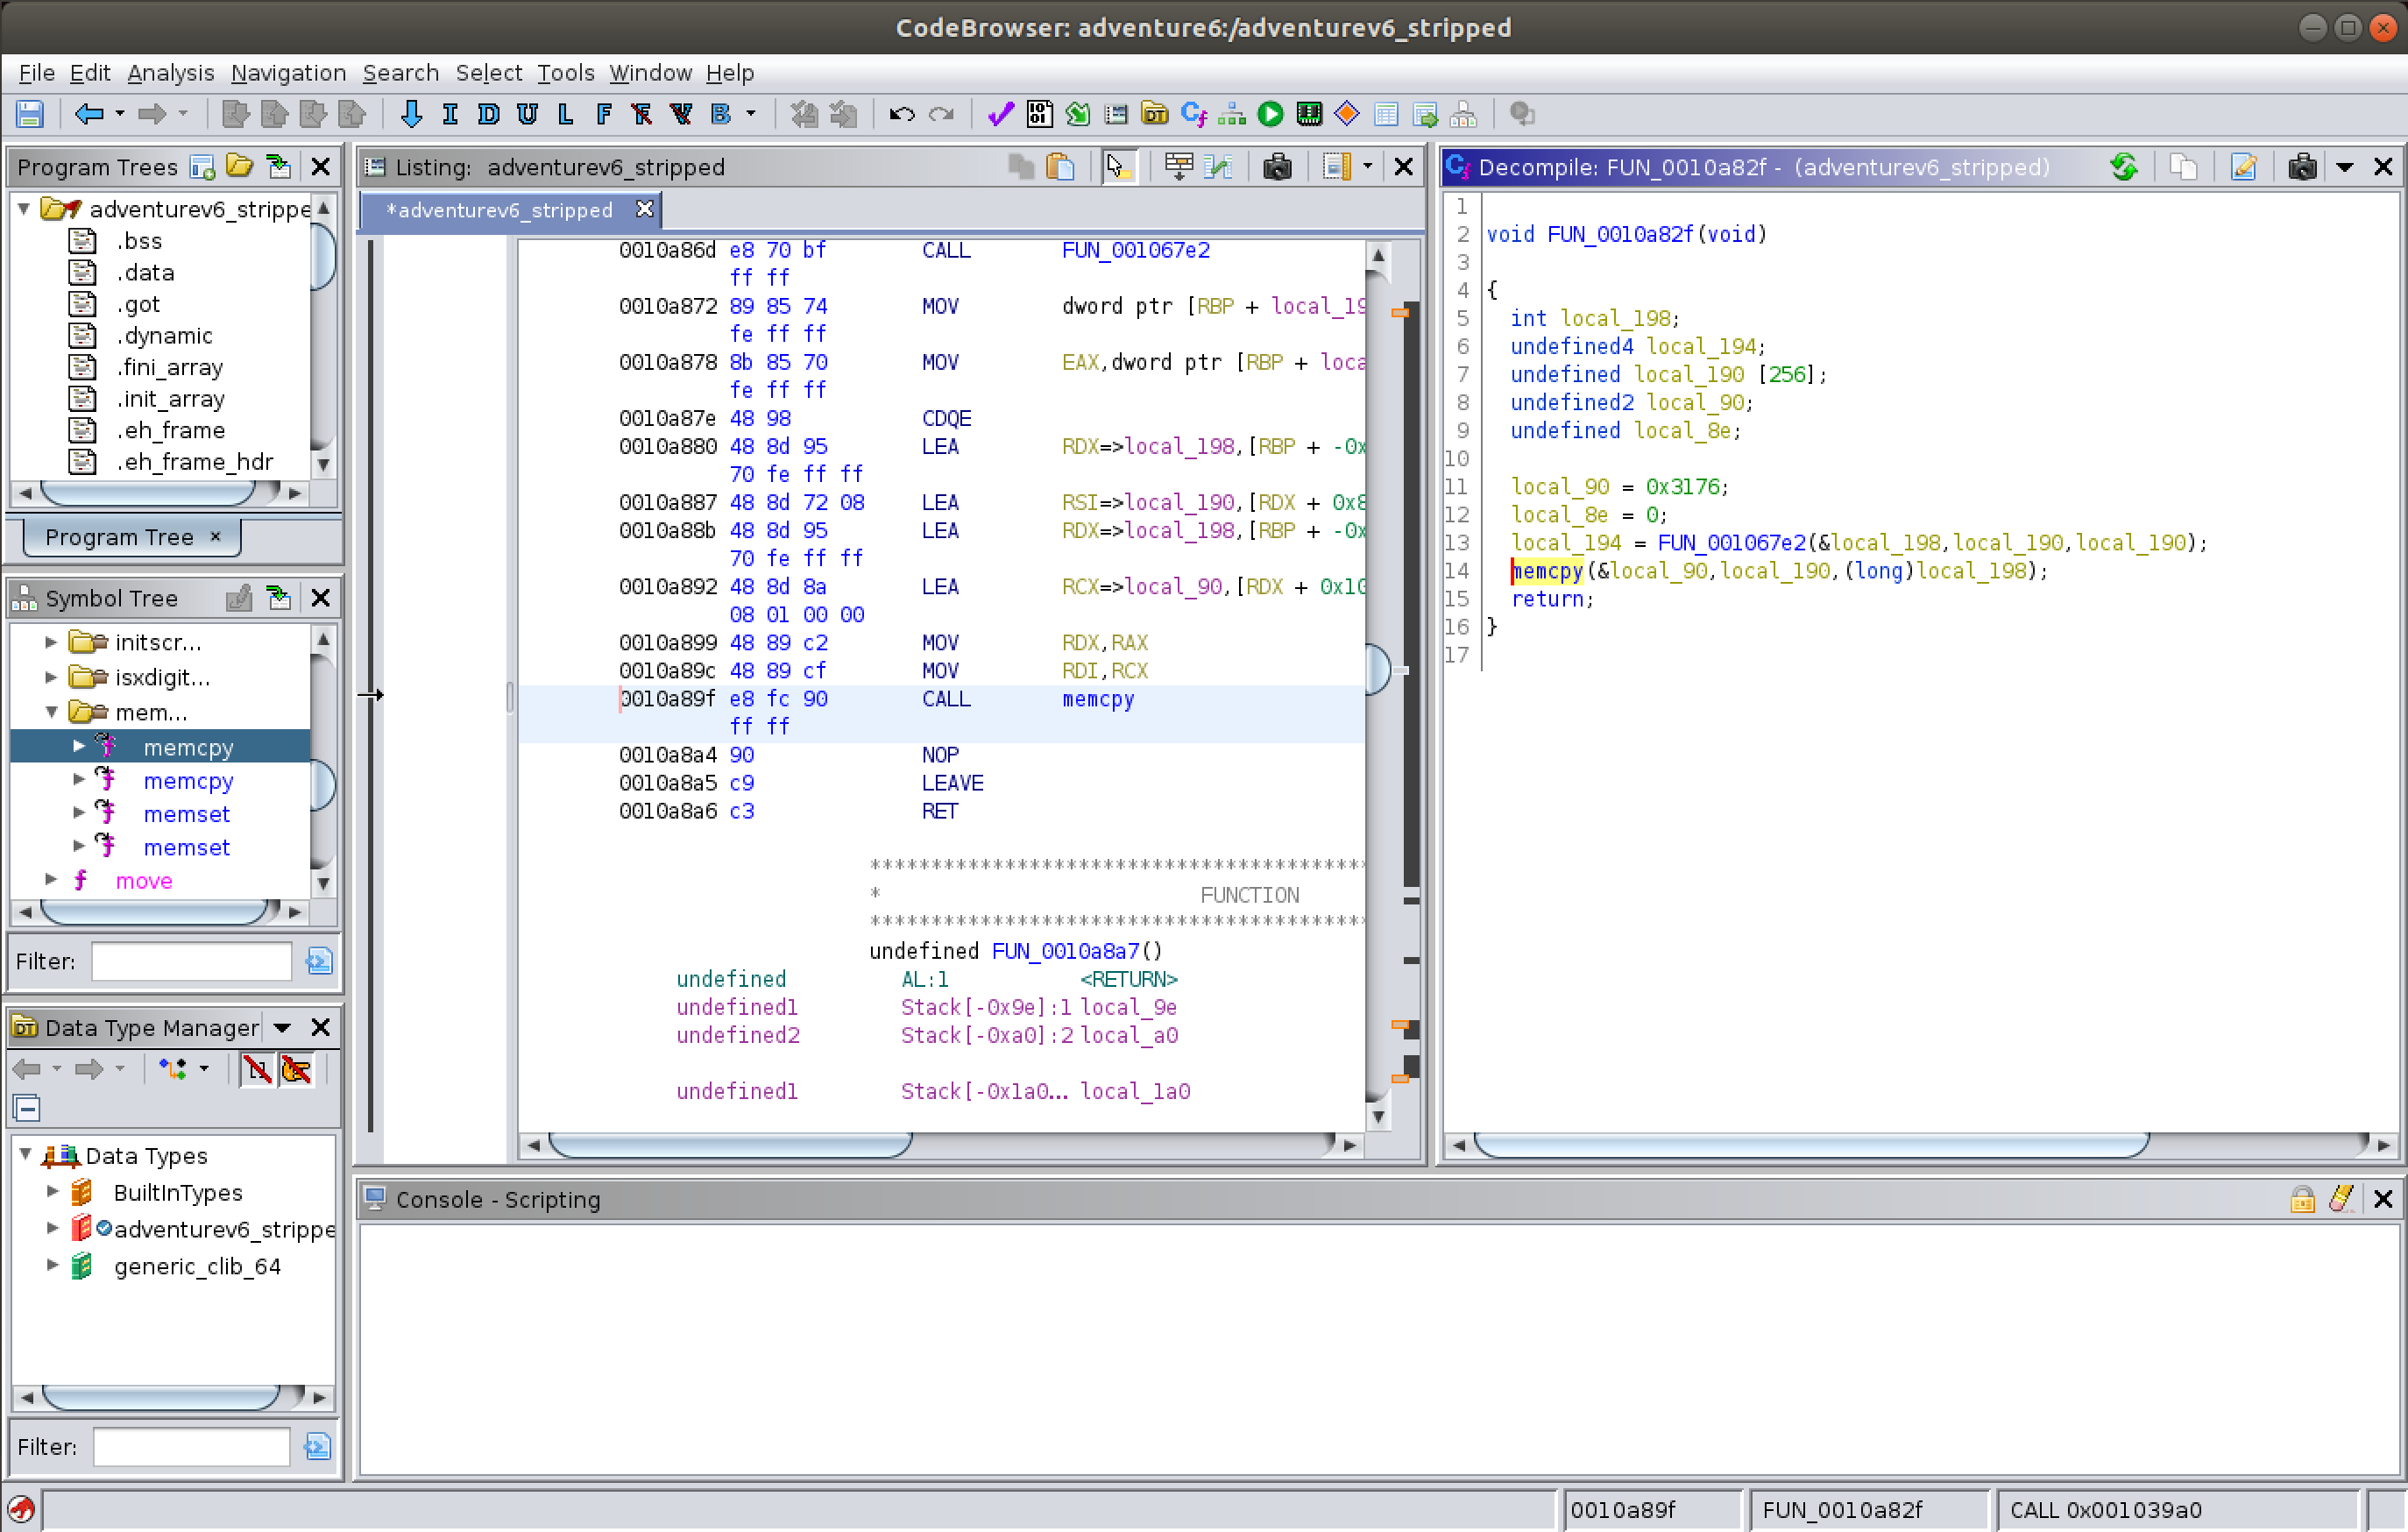 CodeBrowser: adventure6:/adventurev6_stripped
File Edit Analysis Navigation Search Select Tools Window Help
I D U L F F V B
Program Trees
adventurev6_strippe
.bss
.data
.got
.dynamic
.fini_array
.init_array
.eh_frame
.eh_frame_hdr
Program Tree ×
Symbol Tree
initscr...
isxdigit...
mem...
memcpy
memcpy
memset
memset
f move
Filter:
Data Type Manager
Data Types
BuiltInTypes
adventurev6_strippe
generic_clib_64
Filter:
Listing: adventurev6_stripped
*adventurev6_stripped
0010a86d e8 70 bf CALL FUN_001067e2
ff ff
0010a872 89 85 74 MOV dword ptr [RBP + local_19
fe ff ff
0010a878 8b 85 70 MOV EAX,dword ptr [RBP + loca
fe ff ff
0010a87e 48 98 CDQE
0010a880 48 8d 95 LEA RDX=>local_198,[RBP + -0x
70 fe ff ff
0010a887 48 8d 72 08 LEA RSI=>local_190,[RDX + 0x8
0010a88b 48 8d 95 LEA RDX=>local_198,[RBP + -0x
70 fe ff ff
0010a892 48 8d 8a LEA RCX=>local_90,[RDX + 0x10
08 01 00 00
0010a899 48 89 c2 MOV RDX,RAX
0010a89c 48 89 cf MOV RDI,RCX
0010a89f e8 fc 90 CALL memcpy
ff ff
0010a8a4 90 NOP
0010a8a5 c9 LEAVE
0010a8a6 c3 RET
****************************************
* FUNCTION
****************************************
undefined FUN_0010a8a7()
undefined AL:1 <RETURN>
undefined1 Stack[-0x9e]:1 local_9e
undefined2 Stack[-0xa0]:2 local_a0
undefined1 Stack[-0x1a0... local_1a0
Decompile: FUN_0010a82f - (adventurev6_stripped)
1
2 void FUN_0010a82f(void)
3
4 {
5 int local_198;
6 undefined4 local_194;
7 undefined local_190 [256];
8 undefined2 local_90;
9 undefined local_8e;
10
11 local_90 = 0x3176;
12 local_8e = 0;
13 local_194 = FUN_001067e2(&local_198,local_190,local_190);
14 memcpy(&local_90,local_190,(long)local_198);
15 return;
16 }
17
Console - Scripting
0010a89f FUN_0010a82f CALL 0x001039a0